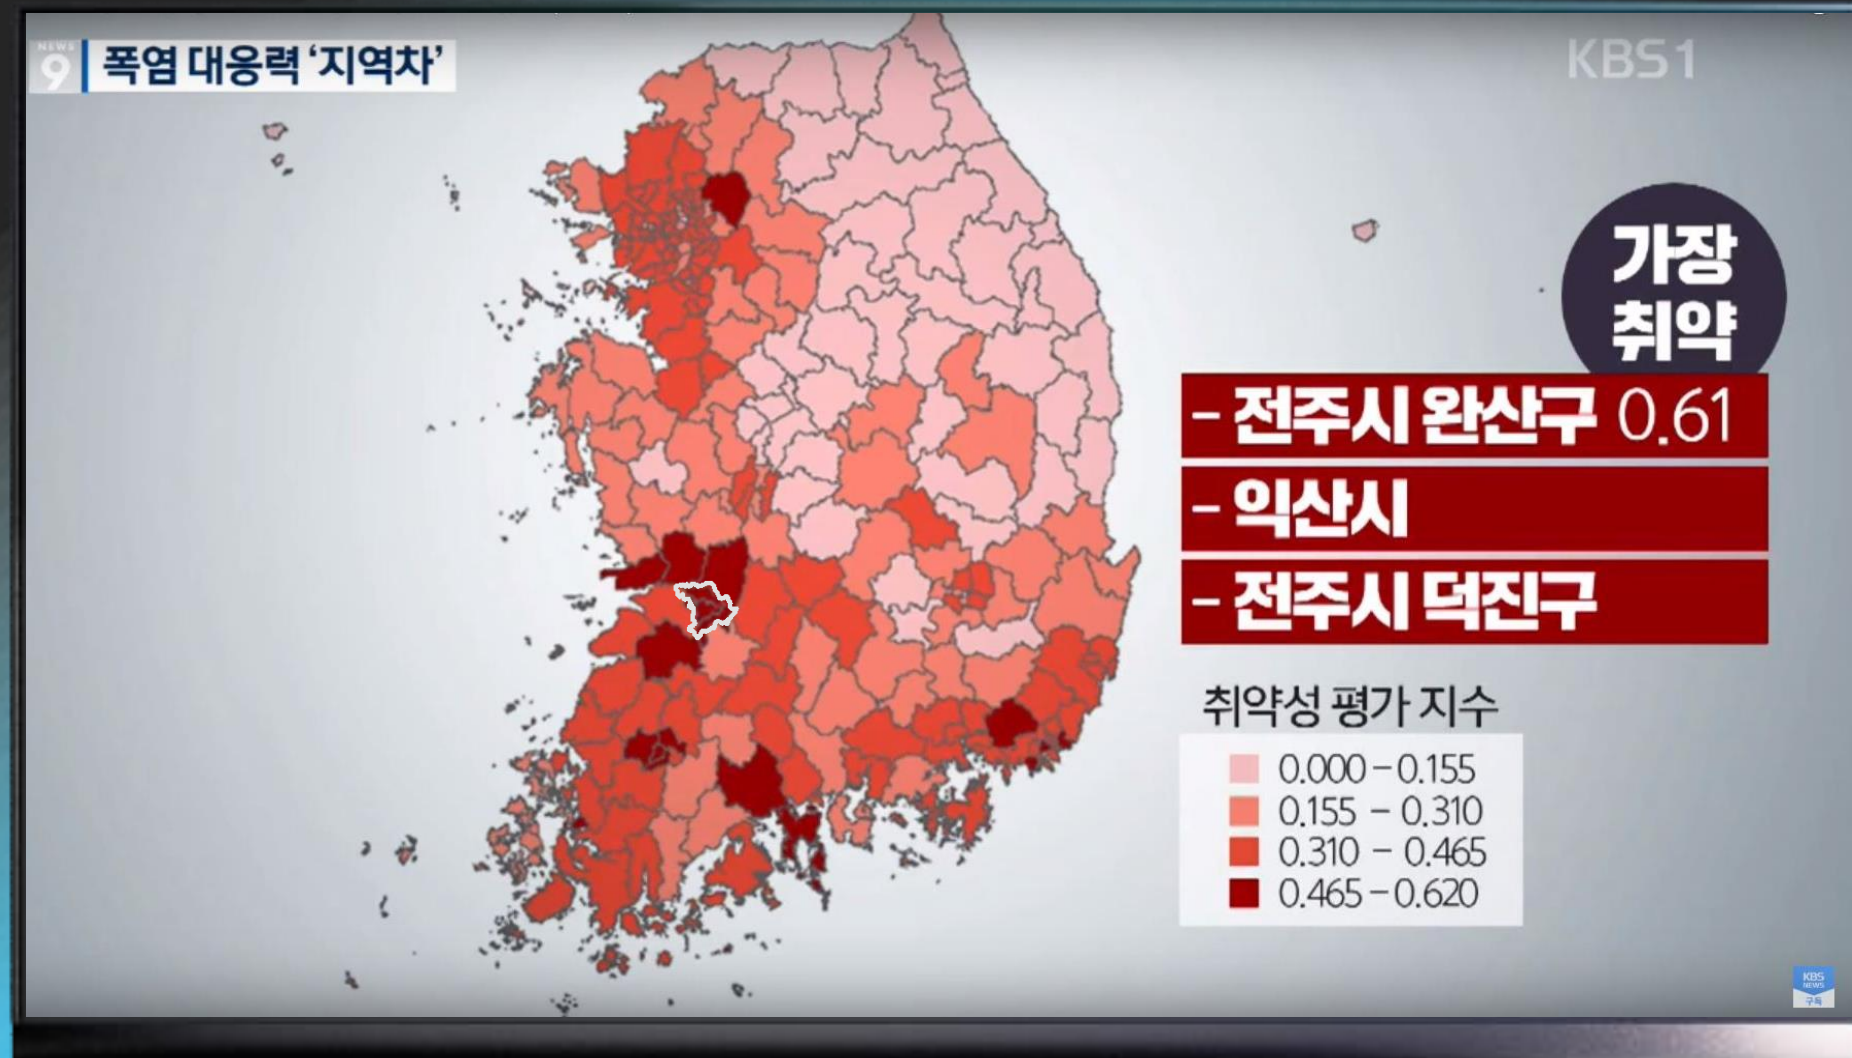 NEWS
9
폭염 대응력 ‘지역차’
KBS1
가장
취약
- 전주시 완산구 0.61
- 익산시
- 전주시 덕진구
취약성 평가 지수
0.000-0.155
0.155 - 0.310
0.310 - 0.465
0.465-0.620
KBS
NEWS
구독